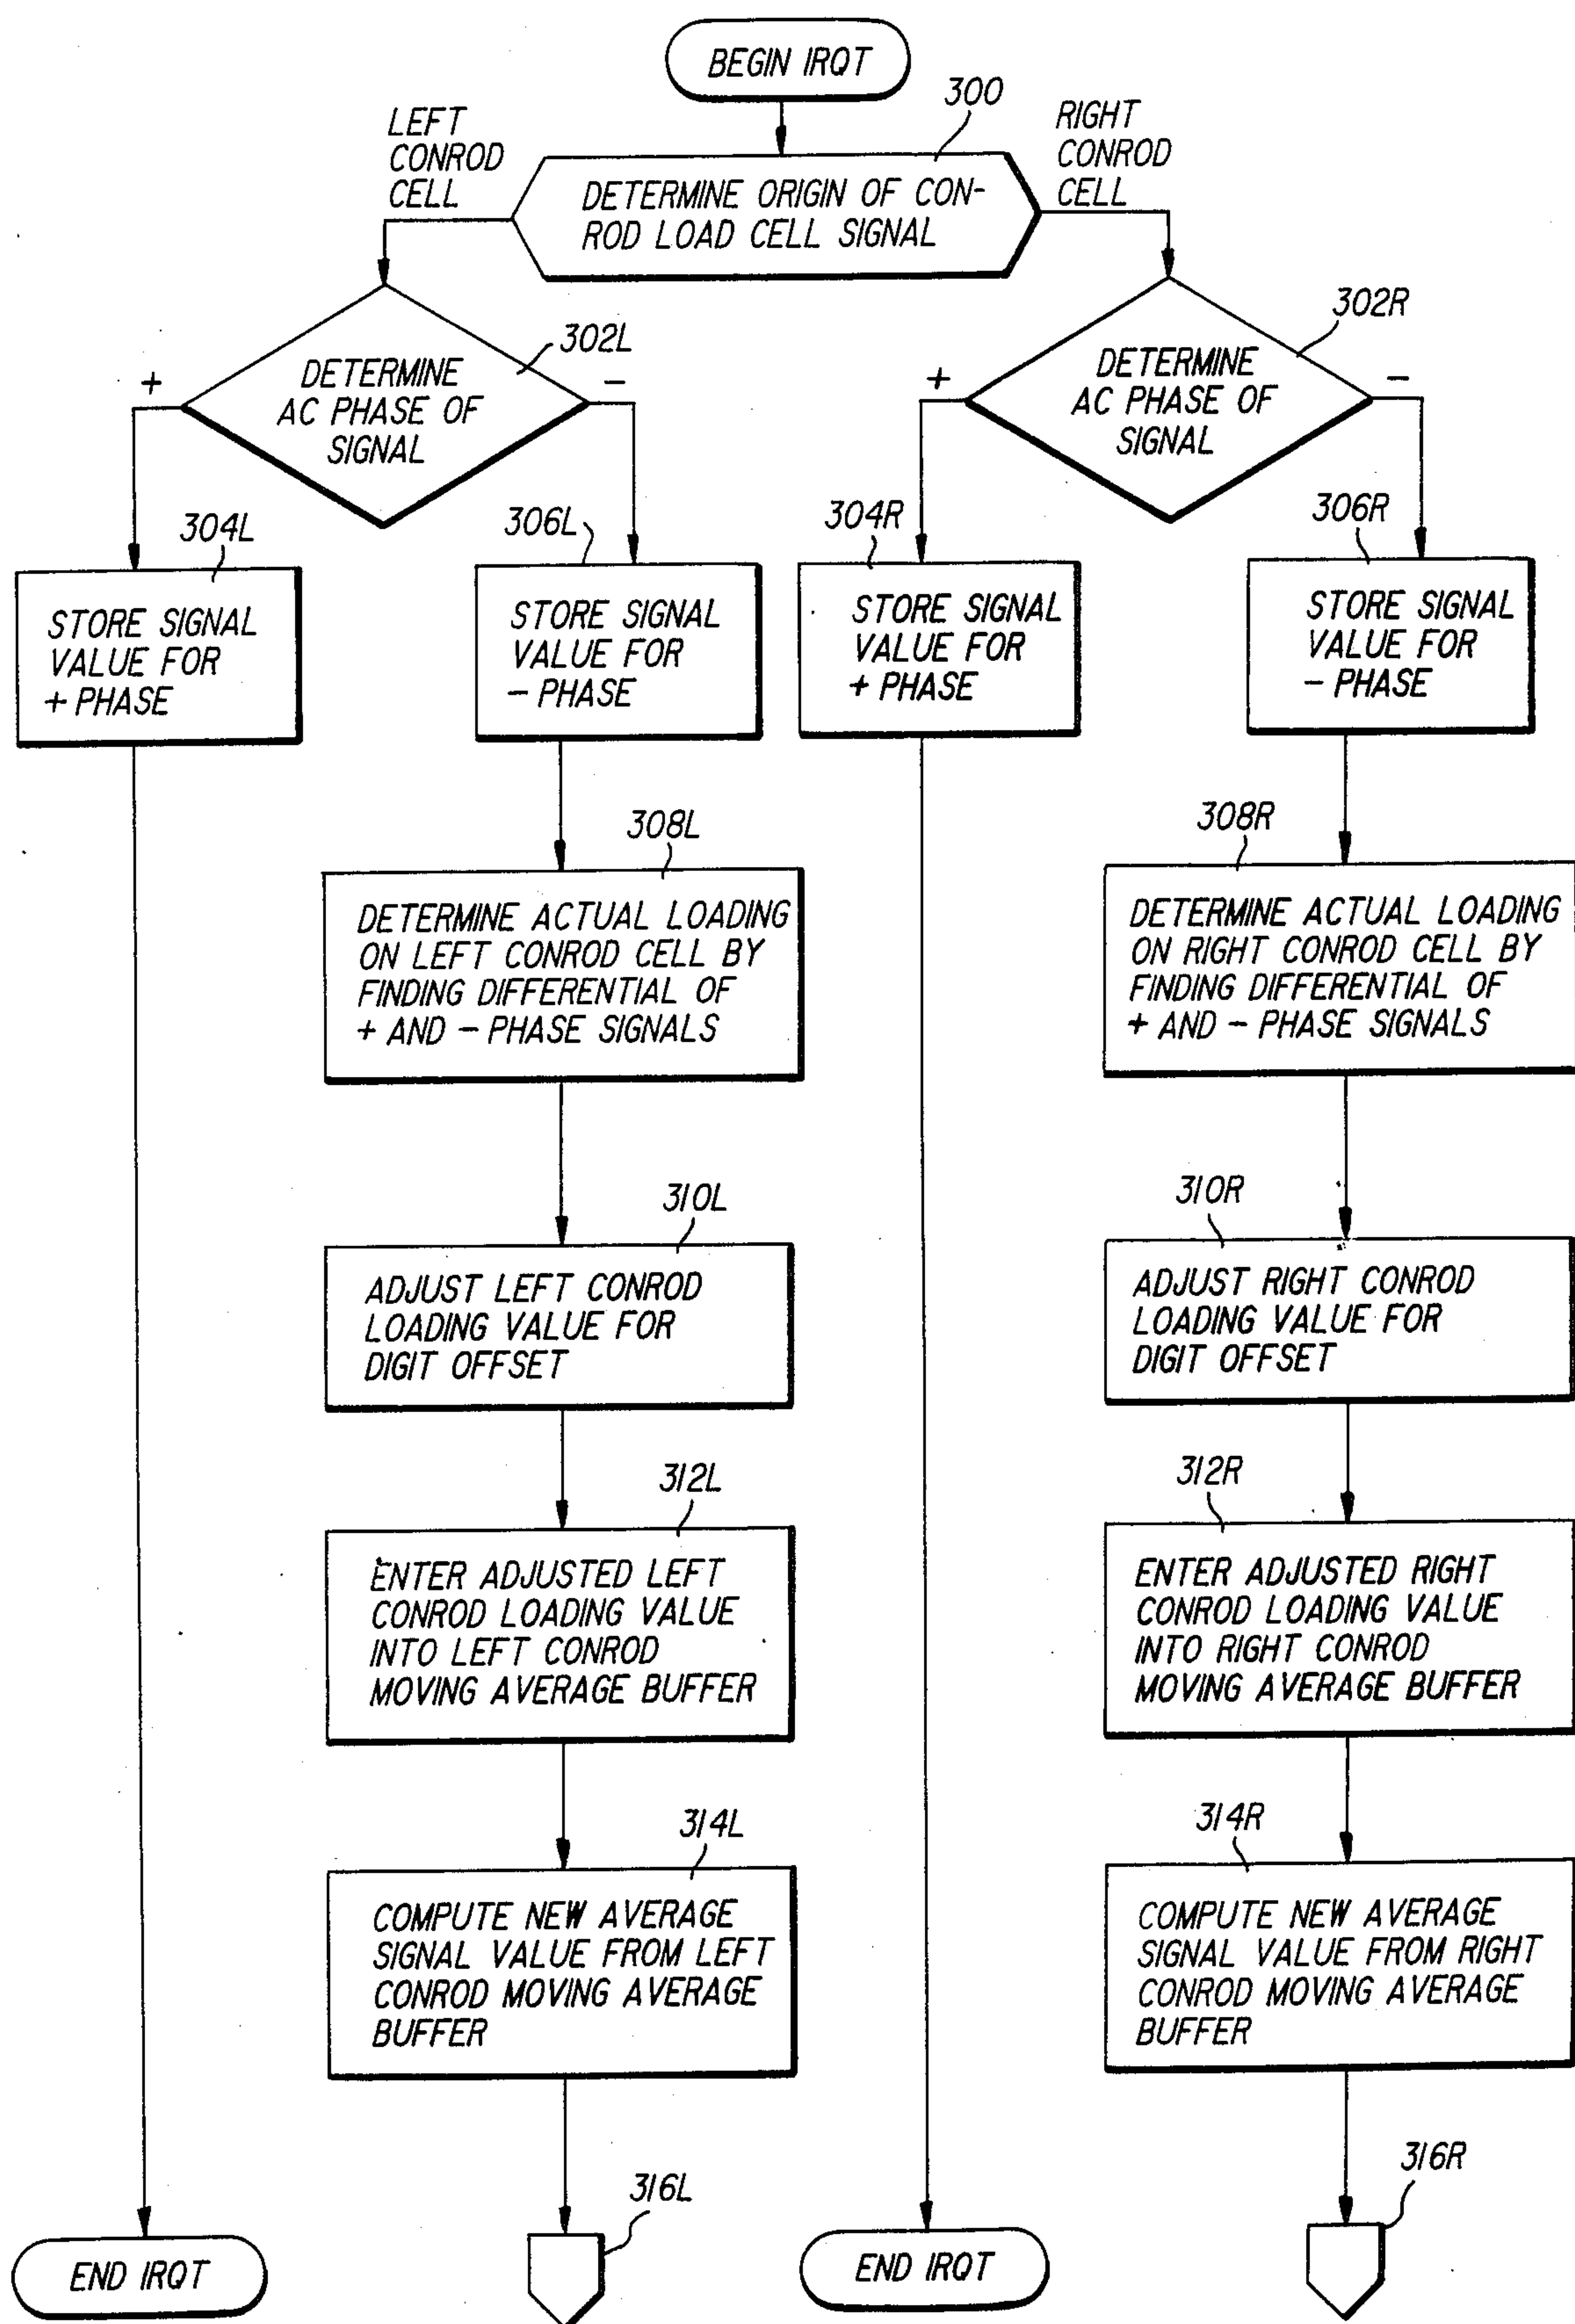 BEGIN IRQT
300
LEFT
CONROD
CELL
RIGHT
CONROD
CELL
DETERMINE ORIGIN OF CON-
ROD LOAD CELL SIGNAL
302L
DETERMINE
AC PHASE OF
SIGNAL
+
-
302R
DETERMINE
AC PHASE OF
SIGNAL
+
-
304L
STORE SIGNAL
VALUE FOR
+ PHASE
306L
STORE SIGNAL
VALUE FOR
- PHASE
304R
STORE SIGNAL
VALUE FOR
+ PHASE
306R
STORE SIGNAL
VALUE FOR
- PHASE
308L
DETERMINE ACTUAL LOADING
ON LEFT CONROD CELL BY
FINDING DIFFERENTIAL OF
+ AND - PHASE SIGNALS
308R
DETERMINE ACTUAL LOADING
ON RIGHT CONROD CELL BY
FINDING DIFFERENTIAL OF
+ AND - PHASE SIGNALS
310L
ADJUST LEFT CONROD
LOADING VALUE FOR
DIGIT OFFSET
310R
ADJUST RIGHT CONROD
LOADING VALUE FOR
DIGIT OFFSET
312L
ENTER ADJUSTED LEFT
CONROD LOADING VALUE
INTO LEFT CONROD
MOVING AVERAGE BUFFER
312R
ENTER ADJUSTED RIGHT
CONROD LOADING VALUE
INTO RIGHT CONROD
MOVING AVERAGE BUFFER
314L
COMPUTE NEW AVERAGE
SIGNAL VALUE FROM LEFT
CONROD MOVING AVERAGE
BUFFER
314R
COMPUTE NEW AVERAGE
SIGNAL VALUE FROM RIGHT
CONROD MOVING AVERAGE
BUFFER
316L
316R
END IRQT
END IRQT